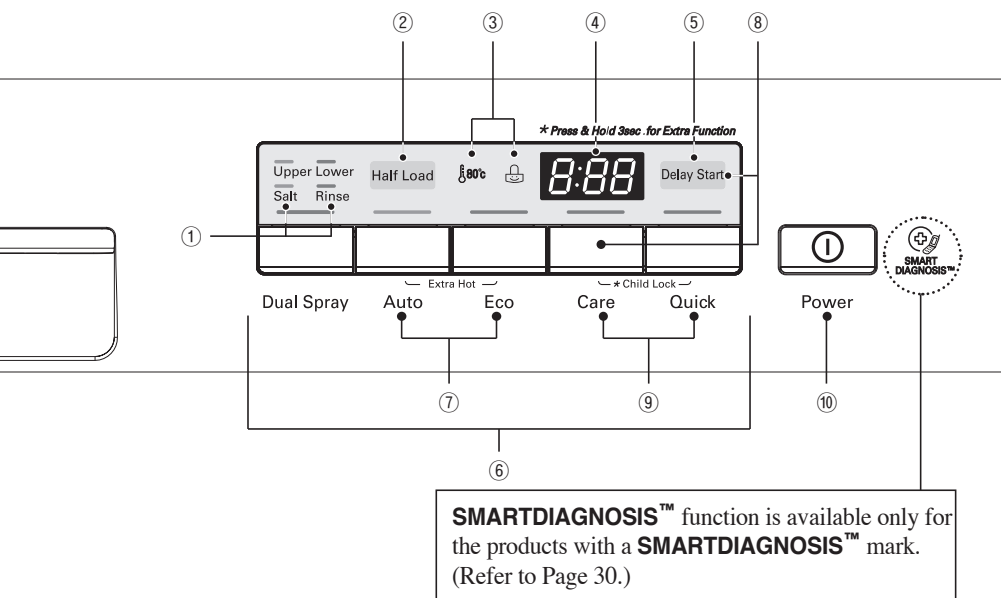 ② ③ ④ ⑤ ⑧
* Press & Hold 3sec .for Extra Function
Upper Lower
Salt Rinse
Half Load
80°c
8:88
Delay Start
①
Extra Hot
* Child Lock
Dual Spray Auto Eco Care Quick Power
SMART
DIAGNOSIS™
⑦ ⑨ ⑩
⑥
SMARTDIAGNOSIS™ function is available only for
the products with a SMARTDIAGNOSIS™ mark.
(Refer to Page 30.)